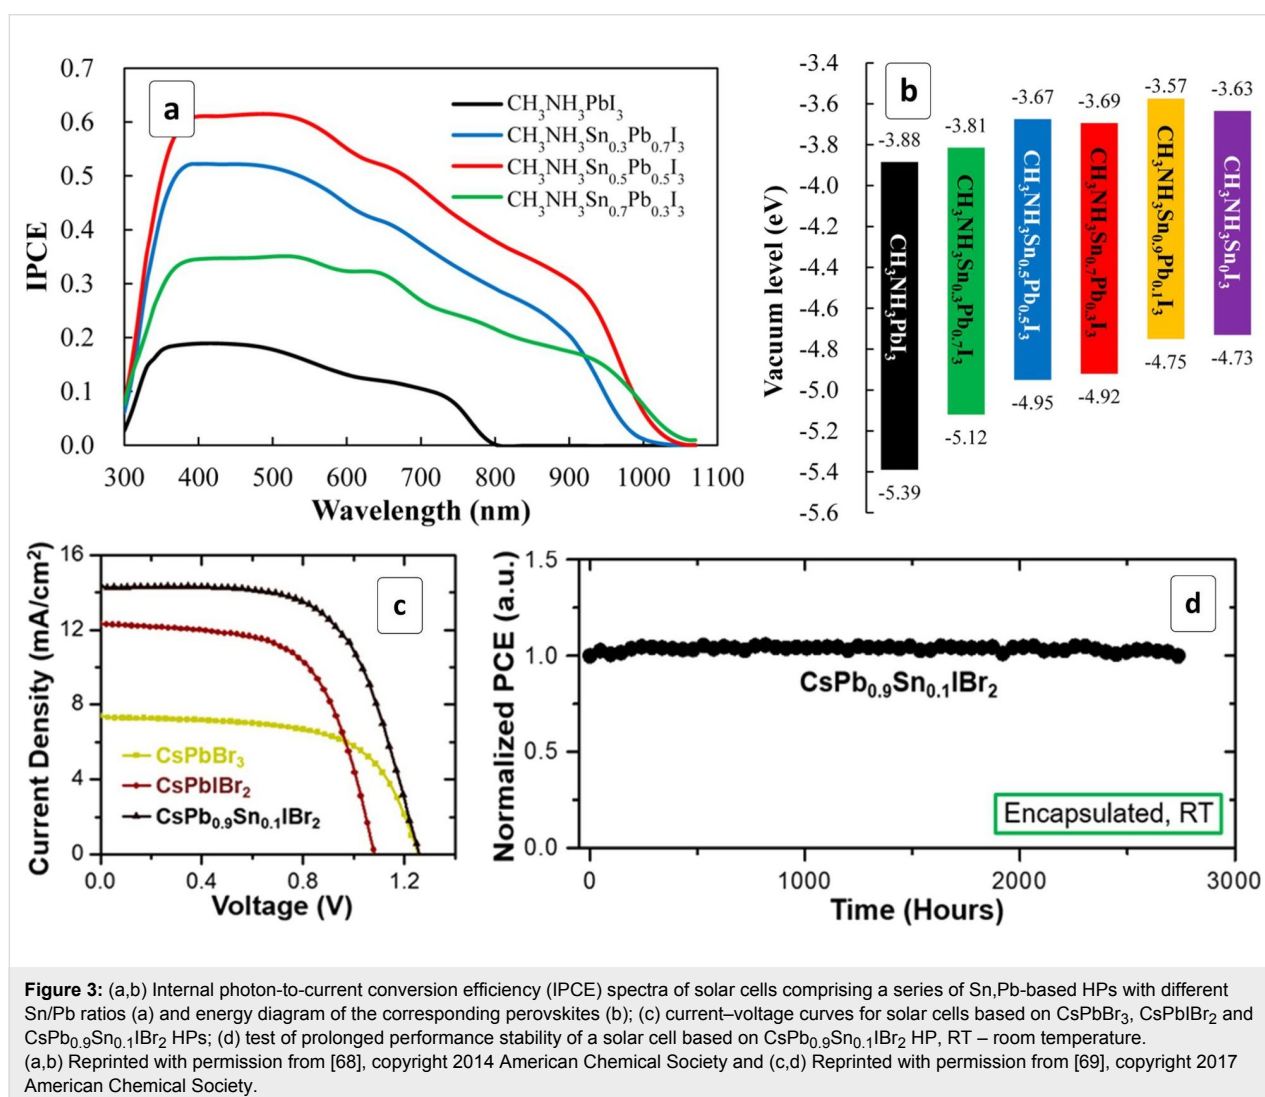 a
0.7
0.6
0.5
0.4
0.3
0.2
0.1
0.0
IPCE
300 400 500 600 700 800 900 1000 1100
Wavelength (nm)
CH₃NH₃PbI₃
CH₃NH₃Sn₀.₃Pb₀.₇I₃
CH₃NH₃Sn₀.₅Pb₀.₅I₃
CH₃NH₃Sn₀.₇Pb₀.₃I₃
b
-3.4
-3.6
-3.8
-4.0
-4.2
-4.4
-4.6
-4.8
-5.0
-5.2
-5.4
-5.6
Vacuum level (eV)
-3.88
CH₃NH₃PbI₃
-5.39
-3.81
CH₃NH₃Sn₀.₃Pb₀.₇I₃
-5.12
-3.67
CH₃NH₃Sn₀.₅Pb₀.₅I₃
-4.95
-3.69
CH₃NH₃Sn₀.₇Pb₀.₃I₃
-4.92
-3.57
CH₃NH₃Sn₀.₉Pb₀.₁I₃
-4.75
-3.63
CH₃NH₃Sn₀I₃
-4.73
c
16
12
8
4
0
Current Density (mA/cm²)
0.0 0.4 0.8 1.2
Voltage (V)
CsPbBr₃
CsPbIBr₂
CsPb₀.₉Sn₀.₁IBr₂
d
1.5
1.0
0.5
0.0
Normalized PCE (a.u.)
CsPb₀.₉Sn₀.₁IBr₂
Encapsulated, RT
0 1000 2000 3000
Time (Hours)
Figure 3: (a,b) Internal photon-to-current conversion efficiency (IPCE) spectra of solar cells comprising a series of Sn,Pb-based HPs with different
Sn/Pb ratios (a) and energy diagram of the corresponding perovskites (b); (c) current–voltage curves for solar cells based on CsPbBr₃, CsPbIBr₂ and
CsPb₀.₉Sn₀.₁IBr₂ HPs; (d) test of prolonged performance stability of a solar cell based on CsPb₀.₉Sn₀.₁IBr₂ HP, RT – room temperature.
(a,b) Reprinted with permission from [68], copyright 2014 American Chemical Society and (c,d) Reprinted with permission from [69], copyright 2017
American Chemical Society.